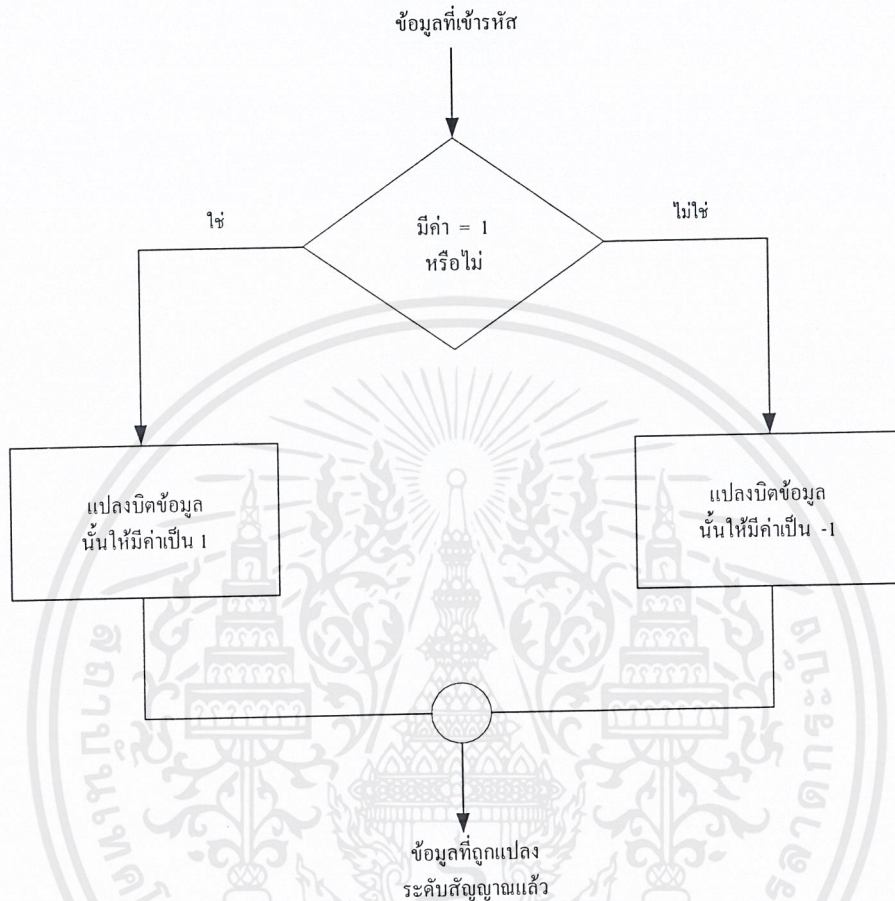 ข้อมูลที่เข้ารหัส
ใช่
ไม่ใช่
มีค่า = 1
หรือไม่
แปลงบิตข้อมูล
นั้นให้มีค่าเป็น 1
แปลงบิตข้อมูล
นั้นให้มีค่าเป็น -1
ข้อมูลที่ถูกแปลง
ระดับสัญญาณแล้ว